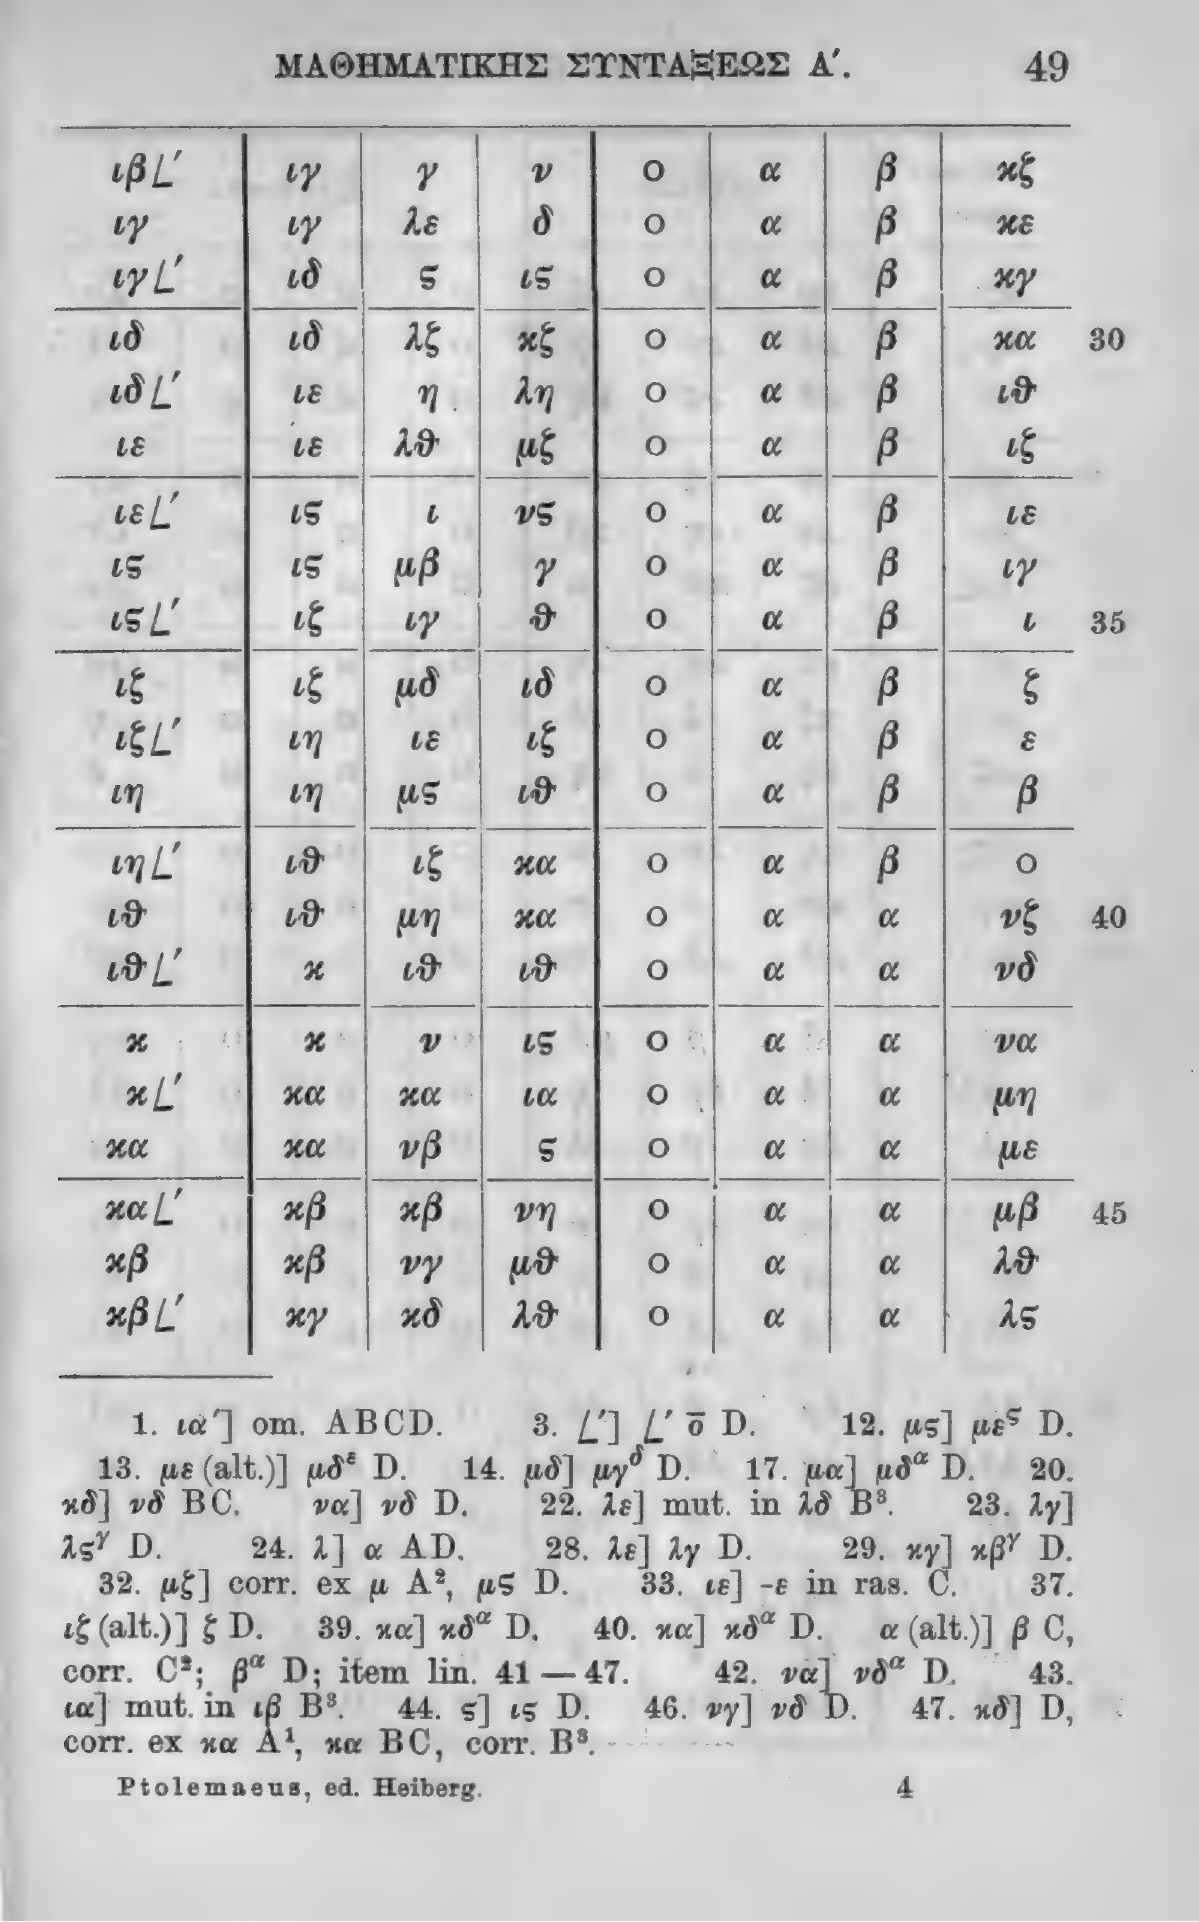 ΜΑΘΗΜΑΤΙΚΗΣ ΣΥΝΤΑΞΕΩΣ Α′. 49
ιβ L′ ιγ γ ν ο α β κζ
ιγ ιγ λε δ ο α β κε
ιγ L′ ιδ ϛ ιϛ ο α β κγ
ιδ ιδ λζ κζ ο α β κα 30
ιδ L′ ιε η λη ο α β ιϑ
ιε ιε λϑ μζ ο α β ιζ
ιε L′ ιϛ ι νϛ ο α β ιε
ιϛ ιϛ μβ γ ο α β ιγ
ιϛ L′ ιζ ιγ ϑ ο α β ι 35
ιζ ιζ μδ ιδ ο α β ζ
ιζ L′ ιη ιε ιζ ο α β ε
ιη ιη μϛ ιϑ ο α β β
ιη L′ ιϑ ιζ κα ο α β ο
ιϑ ιϑ μη κα ο α α νζ 40
ιϑ L′ κ ιϑ ιϑ ο α α νδ
κ κ ν ιϛ ο α α να
κ L′ κα κα ια ο α α μη
κα κα νβ ϛ ο α α με
κα L′ κβ κβ νη ο α α μβ 45
κβ κβ νγ μϑ ο α α λϑ
κβ L′ κγ κδ λϑ ο α α λϛ
1. ια′] om. ABCD. 3. L′] L′ ō D. 12. μϛ] μεϛ D.
13. με (alt.)] μδε D. 14. μδ] μγδ D. 17. μα] μδα D. 20.
κδ] νδ BC. να] νδ D. 22. λε] mut. in λδ B³. 23. λγ]
λϛγ D. 24. λ] α AD. 28. λε] λγ D. 29. κγ] κβγ D.
32. μζ] corr. ex μ A², μϛ D. 33. ιε] -ε in ras. C. 37.
ιζ (alt.)] ζ D. 39. κα] κδα D. 40. κα] κδα D. α (alt.)] β C,
corr. C²; βα D; item lin. 41 — 47. 42. να] νδα D. 43.
ια] mut. in ιβ B³. 44. ϛ] ιϛ D. 46. νγ] νδ D. 47. κδ] D,
corr. ex κα A¹, κα BC, corr. B³.
Ptolemaeus, ed. Heiberg. 4